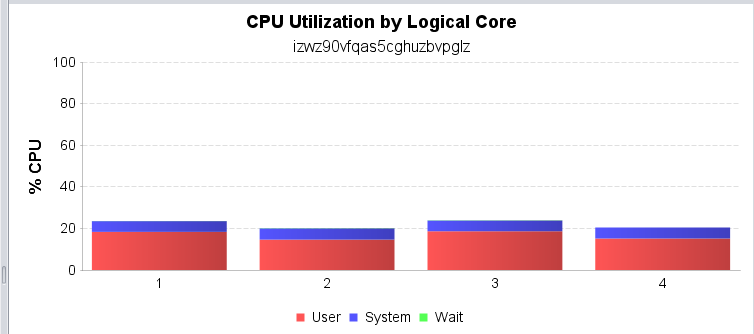 CPU Utilization by Logical Core
izwz90vfqas5cghuzbvpglz
100
80
60
40
20
0
% CPU
1 2 3 4
User System Wait